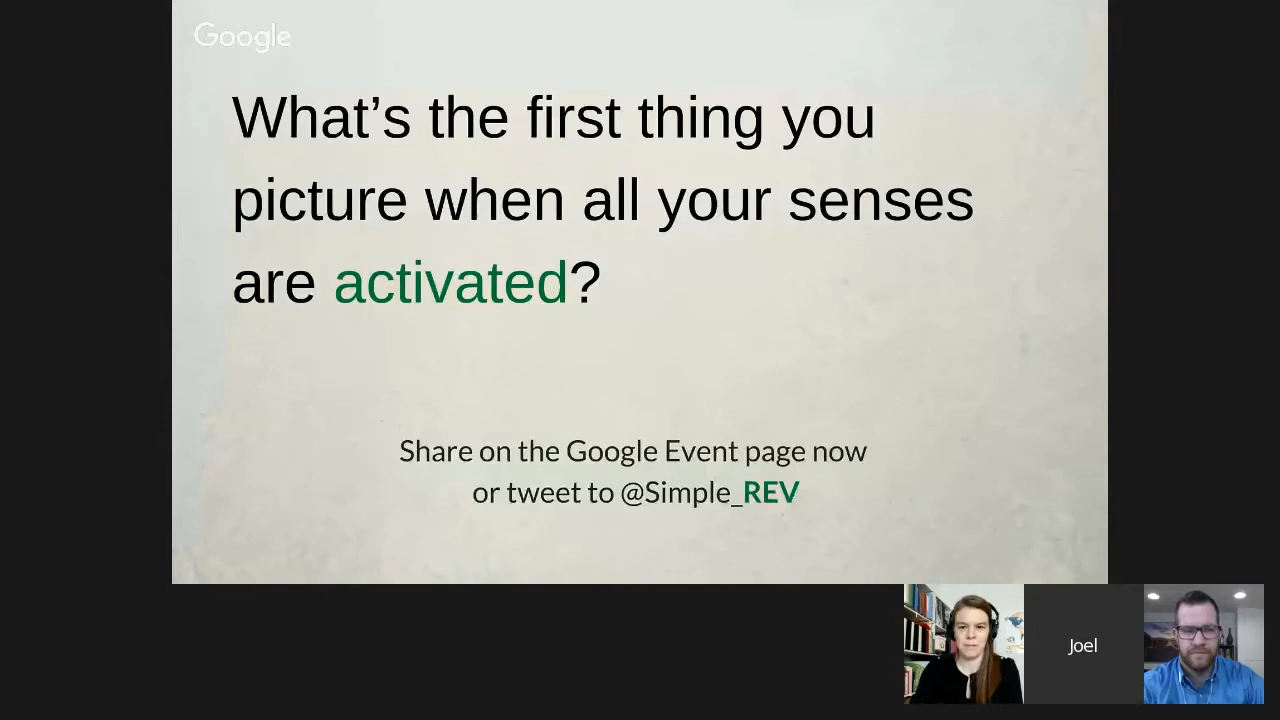 Google
What’s the first thing you
picture when all your senses
are activated?
Share on the Google Event page now
or tweet to @Simple_REV
Joel